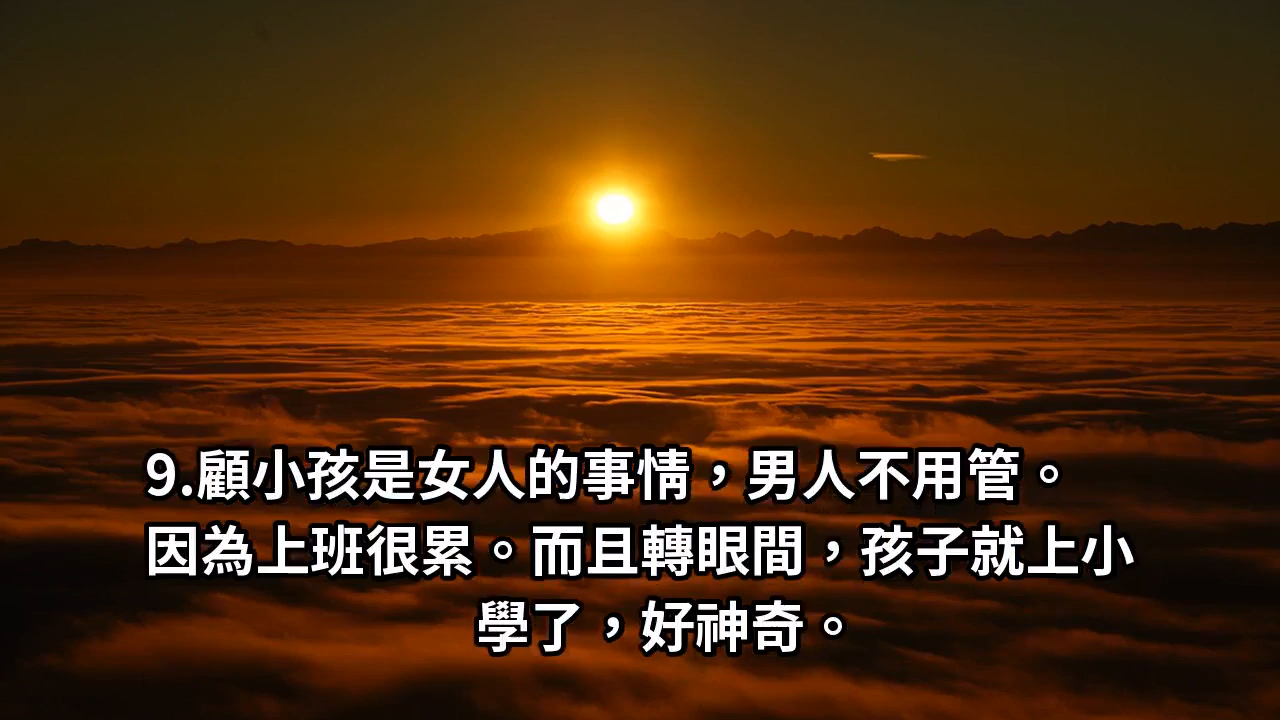 9.顧小孩是女人的事情，男人不用管。
因為上班很累。而且轉眼間，孩子就上小
學了，好神奇。